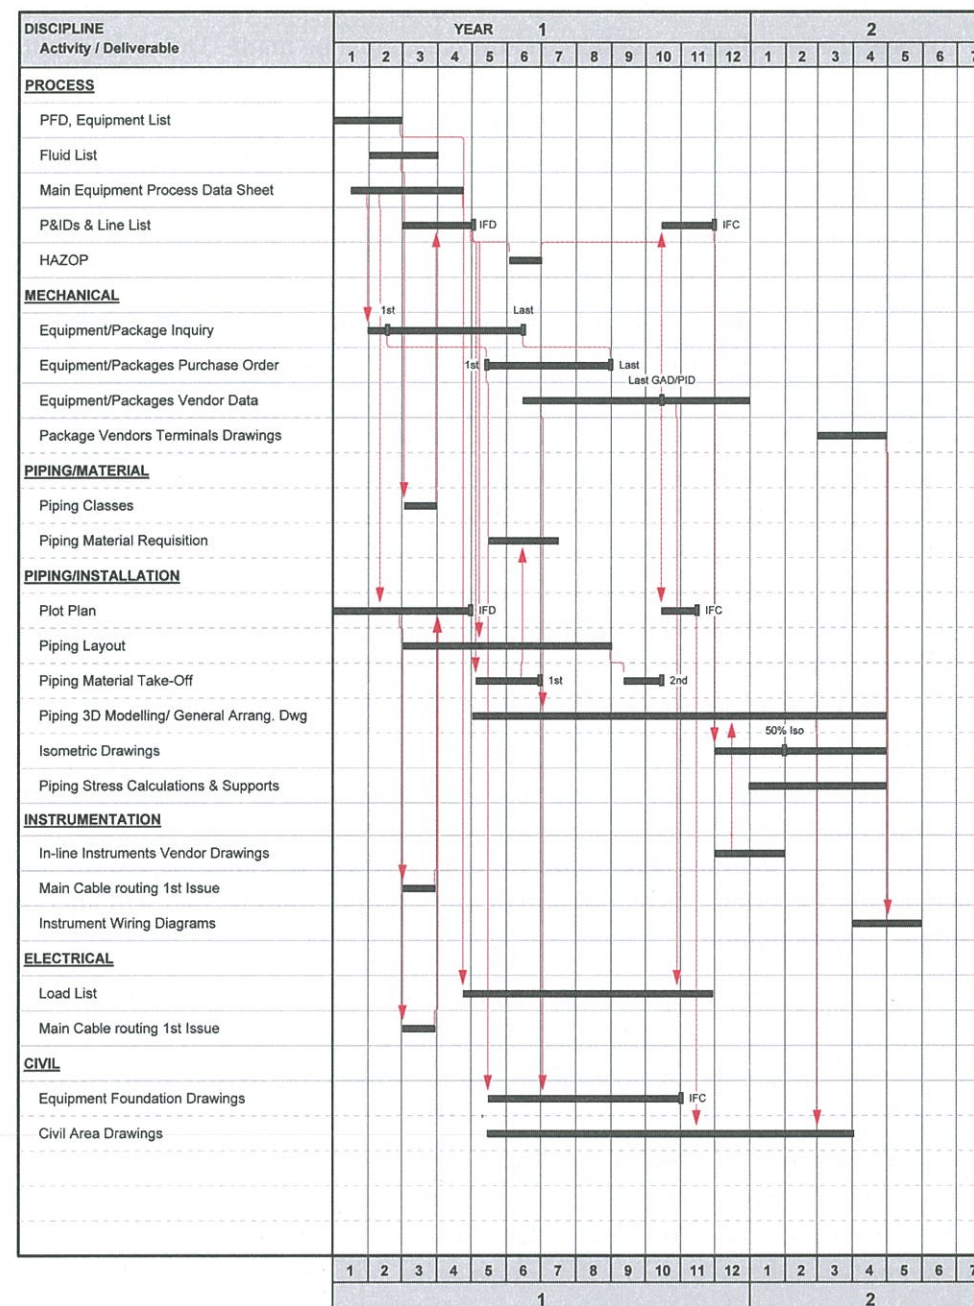 DISCIPLINE YEAR 1 2
Activity / Deliverable 1 2 3 4 5 6 7 8 9 10 11 12 1 2 3 4 5 6 7
PROCESS
PFD, Equipment List
Fluid List
Main Equipment Process Data Sheet
P&IDs & Line List IFD IFC
HAZOP
MECHANICAL
1st Last
Equipment/Package Inquiry
Equipment/Packages Purchase Order 1st Last
Last GAD/PID
Equipment/Packages Vendor Data
Package Vendors Terminals Drawings
PIPING/MATERIAL
Piping Classes
Piping Material Requisition
PIPING/INSTALLATION
Plot Plan IFD IFC
Piping Layout
Piping Material Take-Off 1st 2nd
Piping 3D Modelling/ General Arrang. Dwg
50% Iso
Isometric Drawings
Piping Stress Calculations & Supports
INSTRUMENTATION
In-line Instruments Vendor Drawings
Main Cable routing 1st Issue
Instrument Wiring Diagrams
ELECTRICAL
Load List
Main Cable routing 1st Issue
CIVIL
Equipment Foundation Drawings IFC
Civil Area Drawings
1 2 3 4 5 6 7 8 9 10 11 12 1 2 3 4 5 6 7
1 2